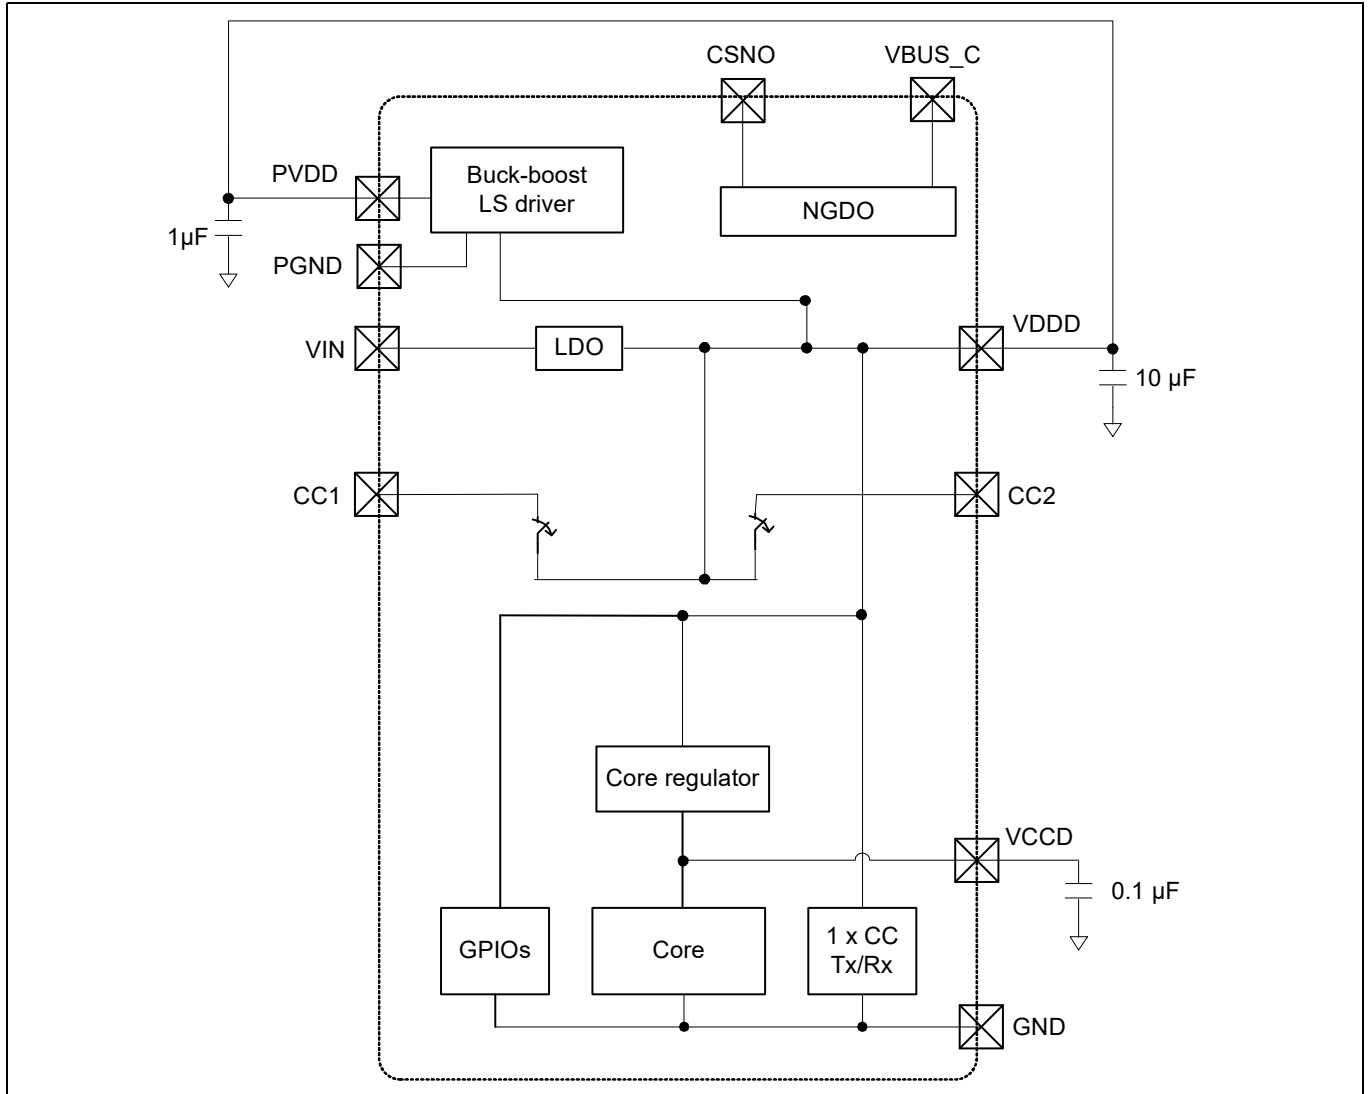 CSNO
VBUS_C
PVDD
Buck-boost
LS driver
NGDO
1µF
PGND
VIN
LDO
VDDD
10 µF
CC1
CC2
Core regulator
VCCD
0.1 µF
GPIOs
Core
1 x CC
Tx/Rx
GND